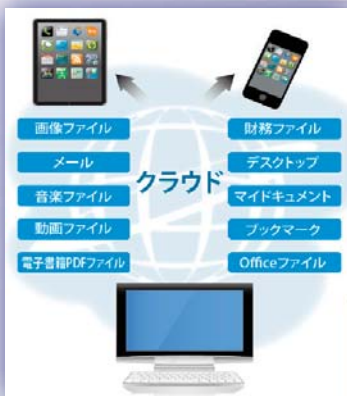 画像ファイル
メール
音楽ファイル
動画ファイル
電子書籍PDFファイル
クラウド
財務ファイル
デスクトップ
マイドキュメント
ブックマーク
Officeファイル